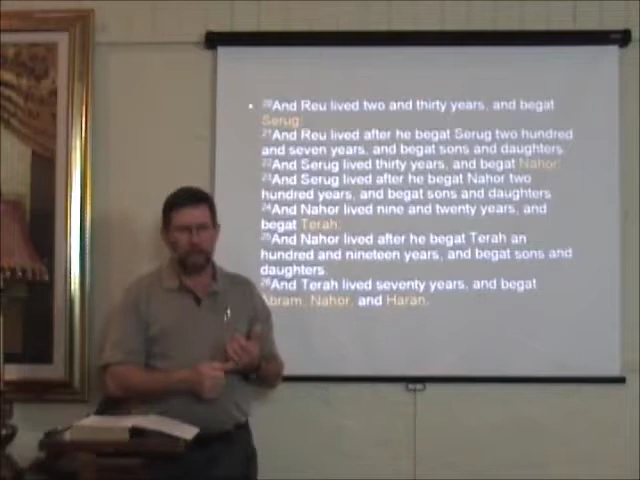 • ²⁰And Reu lived two and thirty years, and begat
Serug:
²¹And Reu lived after he begat Serug two hundred
and seven years, and begat sons and daughters.
²²And Serug lived thirty years, and begat Nahor:
²³And Serug lived after he begat Nahor two
hundred years, and begat sons and daughters
²⁴And Nahor lived nine and twenty years, and
begat Terah:
²⁵And Nahor lived after he begat Terah an
hundred and nineteen years, and begat sons and
daughters.
²⁶And Terah lived seventy years, and begat
Abram, Nahor, and Haran.